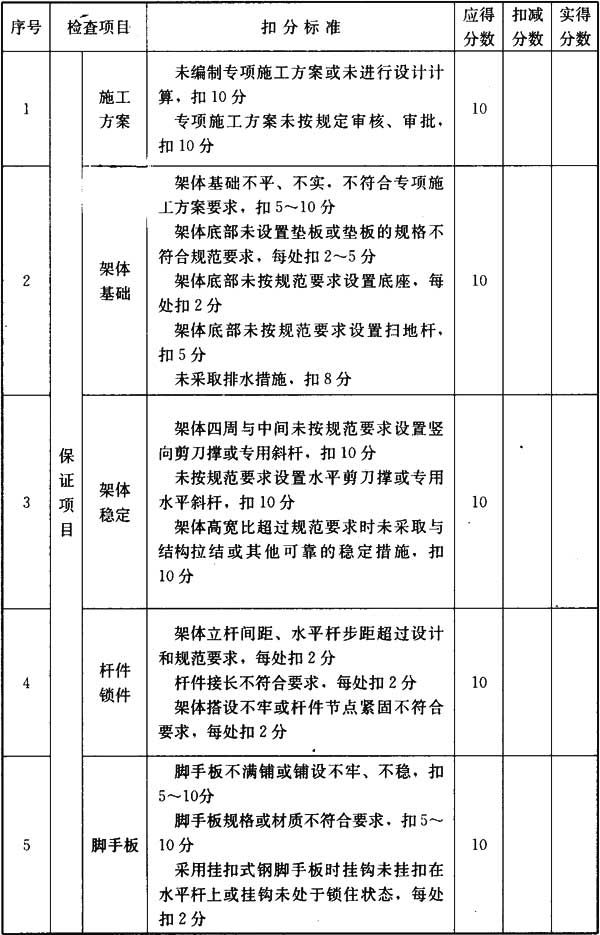 序号 检查项目 扣分标准 应得分数 扣减分数 实得分数
保证项目
1 施工方案 10
未编制专项施工方案或未进行设计计
算，扣10分
专项施工方案未按规定审核、审批，
扣10分
2 架体基础 10
架体基础不平、不实，不符合专项施
工方案要求，扣5～10分
架体底部未设置垫板或垫板的规格不
符合规范要求，每处扣2～5分
架体底部未按规范要求设置底座，每
处扣2分
架体底部未按规范要求设置扫地杆，
扣5分
未采取排水措施，扣8分
3 架体稳定 10
架体四周与中间未按规范要求设置竖
向剪刀撑或专用斜杆，扣10分
未按规范要求设置水平剪刀撑或专用
水平斜杆，扣10分
架体高宽比超过规范要求时未采取与
结构拉结或其他可靠的稳定措施，扣
10分
4 杆件锁件 10
架体立杆间距、水平杆步距超过设计
和规范要求，每处扣2分
杆件接长不符合要求，每处扣2分
架体搭设不牢或杆件节点紧固不符合
要求，每处扣2分
5 脚手板 10
脚手板不满铺或铺设不牢、不稳，扣
5～10分
脚手板规格或材质不符合要求，扣5～
10分
采用挂扣式钢脚手板时挂钩未挂扣在
水平杆上或挂钩未处于锁住状态，每处
扣2分